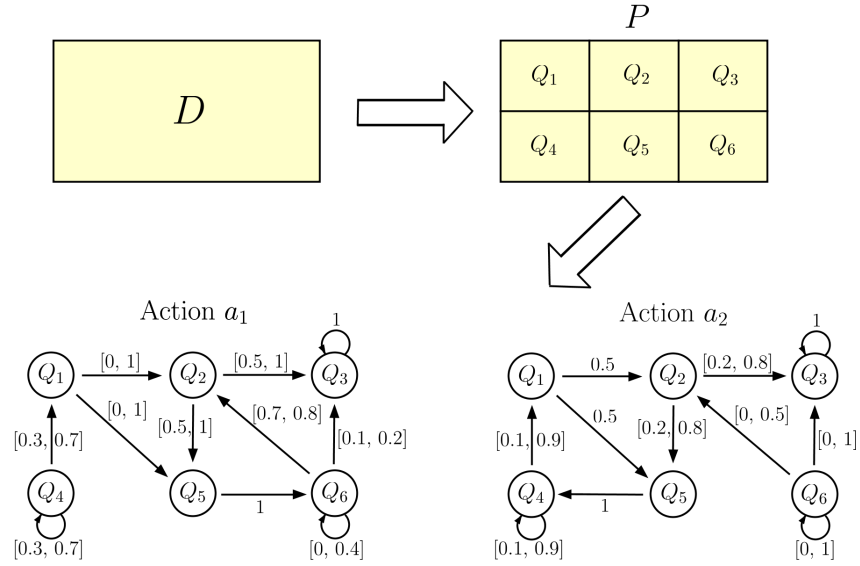 P
D
Q1 Q2 Q3
Q4 Q5 Q6
Action a1
1
Q1 [0, 1] Q2 [0.5, 1] Q3
[0, 1] [0.7, 0.8]
[0.3, 0.7] [0.5, 1] [0.1, 0.2]
Q4 Q5 1 Q6
[0.3, 0.7] [0, 0.4]
Action a2
1
Q1 0.5 Q2 [0.2, 0.8] Q3
0.5 [0, 0.5]
[0.1, 0.9] [0.2, 0.8] [0, 1]
Q4 1 Q5 Q6
[0.1, 0.9] [0, 1]